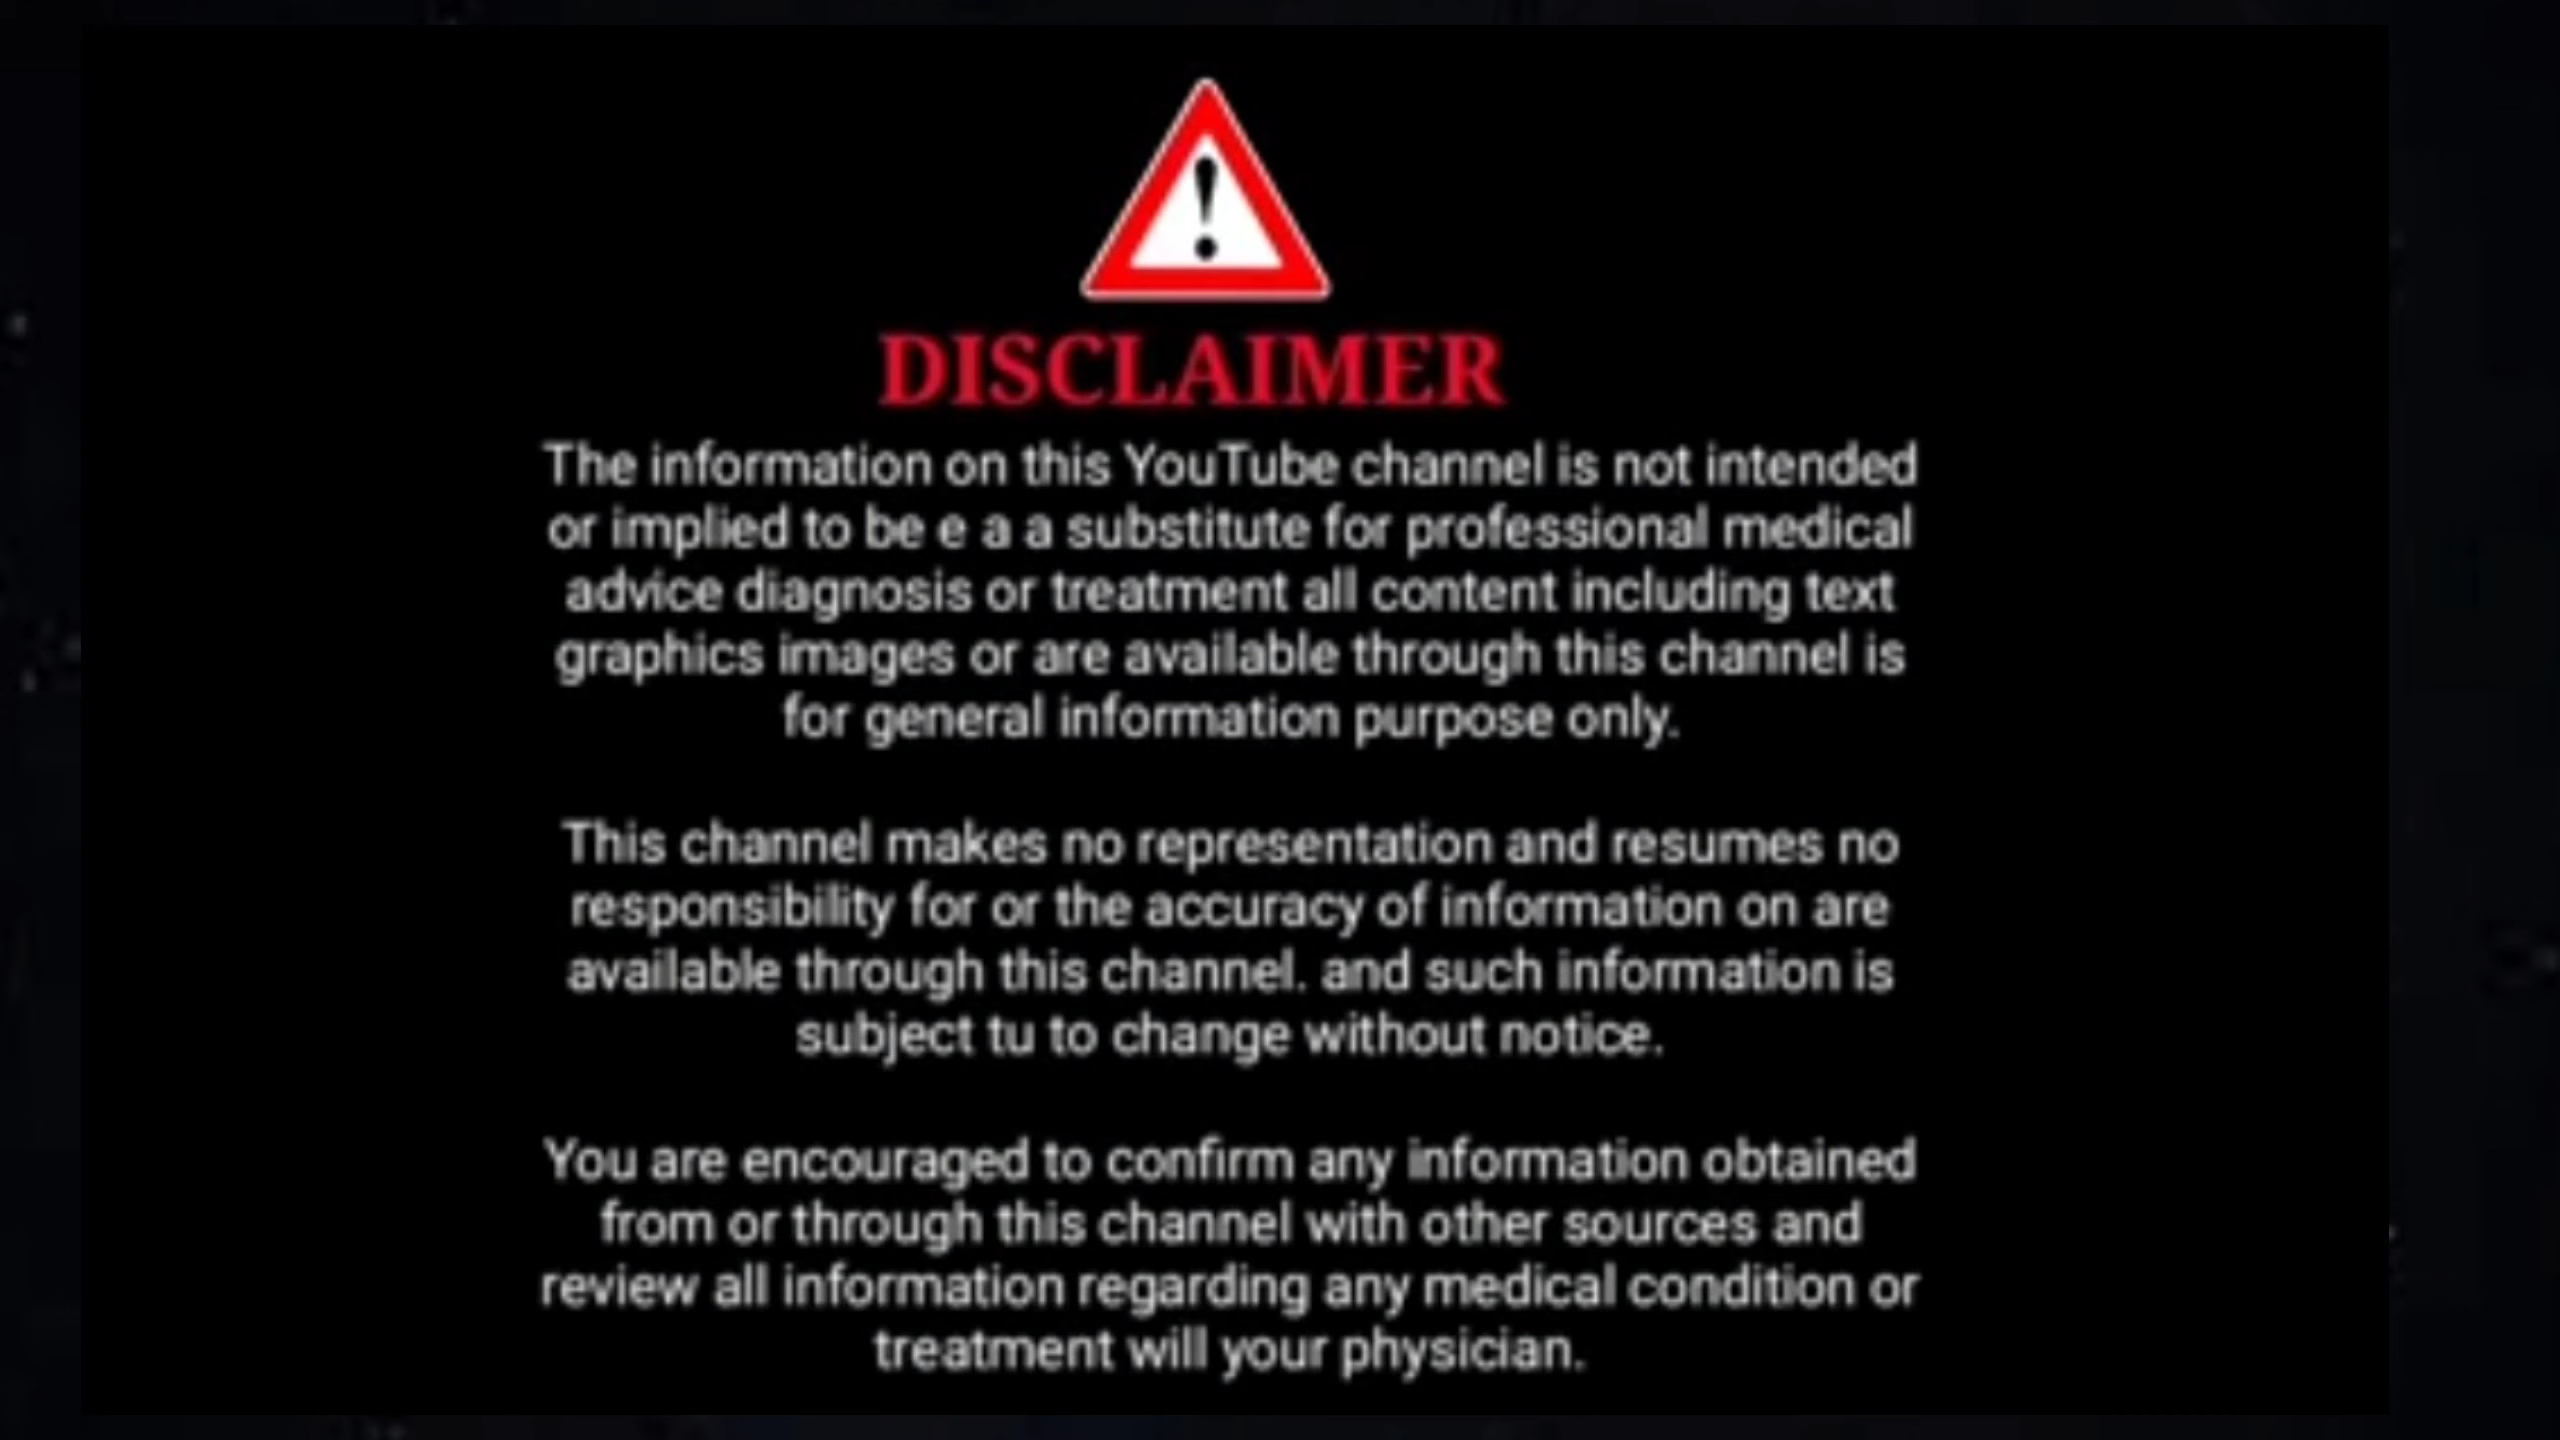 DISCLAIMER
The information on this YouTube channel is not intended
or implied to be e a a substitute for professional medical
advice diagnosis or treatment all content including text
graphics images or are available through this channel is
for general information purpose only.
This channel makes no representation and resumes no
responsibility for or the accuracy of information on are
available through this channel. and such information is
subject tu to change without notice.
You are encouraged to confirm any information obtained
from or through this channel with other sources and
review all information regarding any medical condition or
treatment will your physician.